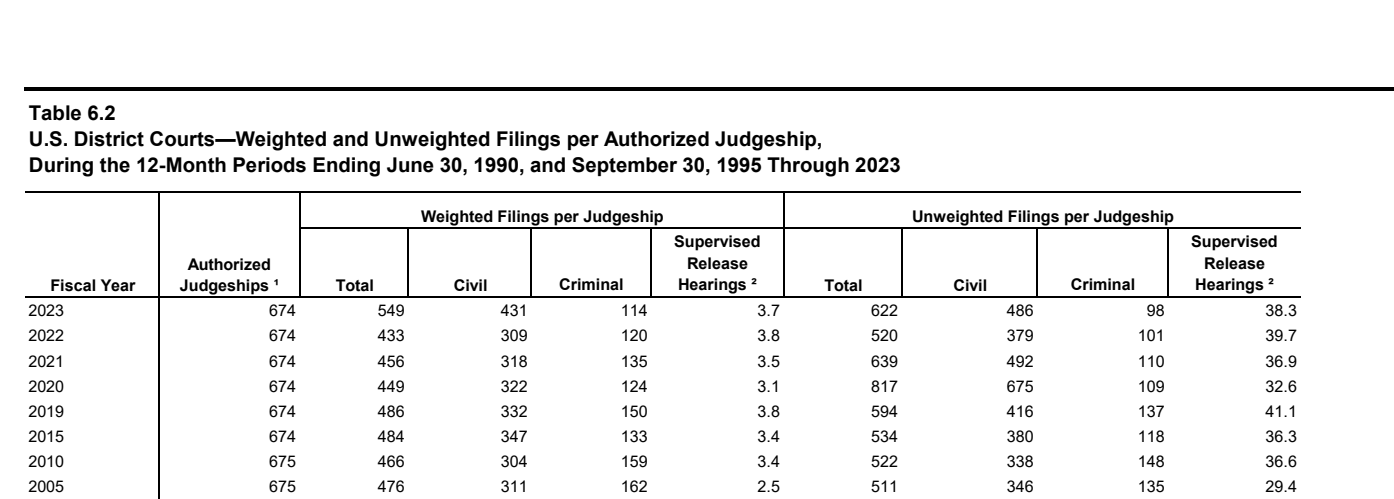 Table 6.2
U.S. District Courts—Weighted and Unweighted Filings per Authorized Judgeship,
During the 12-Month Periods Ending June 30, 1990, and September 30, 1995 Through 2023
Weighted Filings per Judgeship Unweighted Filings per Judgeship
Fiscal Year Authorized Judgeships ¹ Total Civil Criminal Supervised Release Hearings ² Total Civil Criminal Supervised Release Hearings ²
2023 674 549 431 114 3.7 622 486 98 38.3
2022 674 433 309 120 3.8 520 379 101 39.7
2021 674 456 318 135 3.5 639 492 110 36.9
2020 674 449 322 124 3.1 817 675 109 32.6
2019 674 486 332 150 3.8 594 416 137 41.1
2015 674 484 347 133 3.4 534 380 118 36.3
2010 675 466 304 159 3.4 522 338 148 36.6
2005 675 476 311 162 2.5 511 346 135 29.4